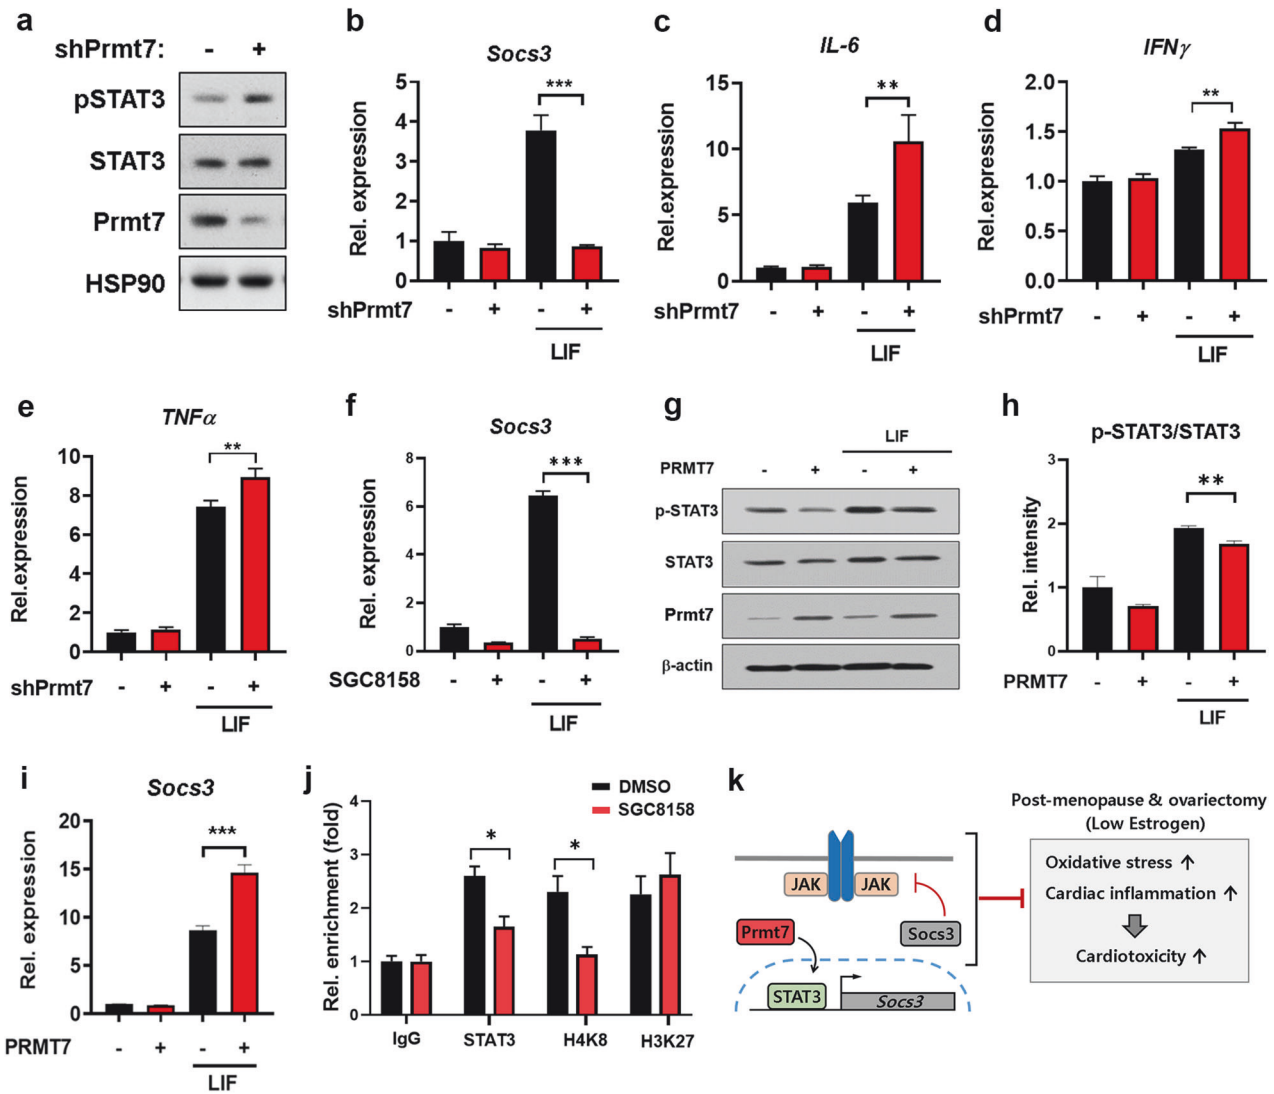 a
shPrmt7: - +
pSTAT3
STAT3
Prmt7
HSP90
b
Socs3
Rel. expression
5
4
3
2
1
0
***
shPrmt7 - + - +
LIF
c
IL-6
Rel.expression
15
10
5
0
**
shPrmt7 - + - +
LIF
d
IFNγ
Rel.expression
2.0
1.5
1.0
0.5
0.0
**
shPrmt7 - + - +
LIF
e
TNFα
Rel.expression
10
8
6
4
2
0
**
shPrmt7 - + - +
LIF
f
Socs3
Rel. expression
8
6
4
2
0
***
SGC8158 - + - +
LIF
g
LIF
PRMT7 - + - +
p-STAT3
STAT3
Prmt7
β-actin
h
p-STAT3/STAT3
Rel. intensity
3
2
1
0
**
PRMT7 - + - +
LIF
i
Socs3
Rel. expression
20
15
10
5
0
***
PRMT7 - + - +
LIF
j
DMSO
SGC8158
Rel. enrichment (fold)
4
3
2
1
0
* *
IgG STAT3 H4K8 H3K27
k
JAK JAK
Prmt7
Socs3
STAT3
Socs3
Post-menopause & ovariectomy
(Low Estrogen)
Oxidative stress ↑
Cardiac inflammation ↑
Cardiotoxicity ↑